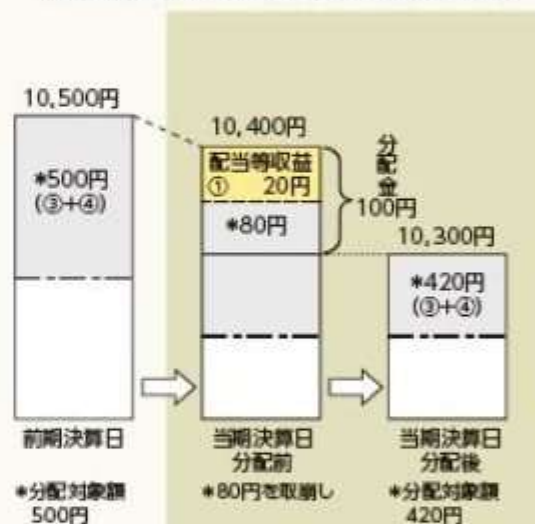 10,500円
*500円
(③+④)
前期決算日
*分配対象額
500円
10,400円
配当等収益
① 20円
*80円
分配金
100円
当期決算日
分配前
*80円を取崩し
10,300円
*420円
(③+④)
当期決算日
分配後
*分配対象額
420円